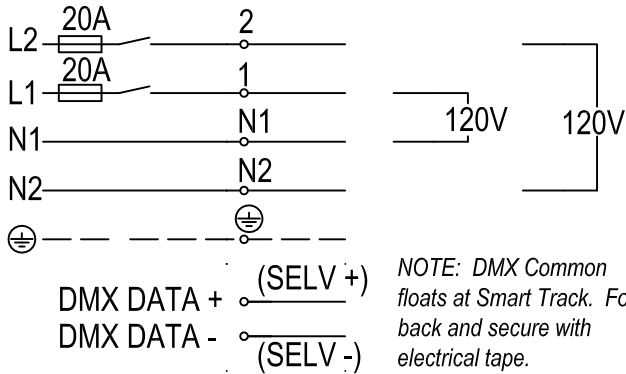 20A
2
L2
20A
1
L1
120V
120V
N1
N1
N2
N2
(SELV +)
DMX DATA +
DMX DATA -
(SELV -)
NOTE: DMX Common
floats at Smart Track. Fo
back and secure with
electrical tape.